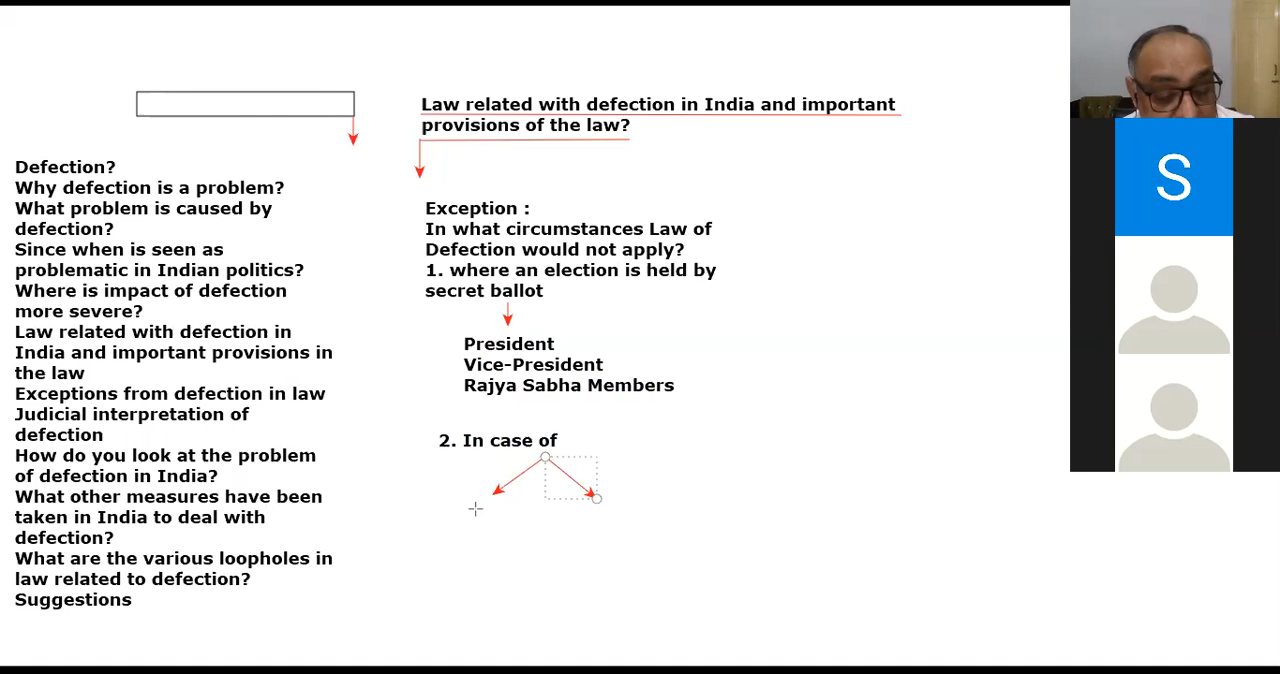 Law related with defection in India and important
provisions of the law?
Defection?
Why defection is a problem?
What problem is caused by
defection?
Since when is seen as
problematic in Indian politics?
Where is impact of defection
more severe?
Law related with defection in
India and important provisions in
the law
Exceptions from defection in law
Judicial interpretation of
defection
How do you look at the problem
of defection in India?
What other measures have been
taken in India to deal with
defection?
What are the various loopholes in
law related to defection?
Suggestions
Exception :
In what circumstances Law of
Defection would not apply?
1. where an election is held by
secret ballot
President
Vice-President
Rajya Sabha Members
2. In case of
S